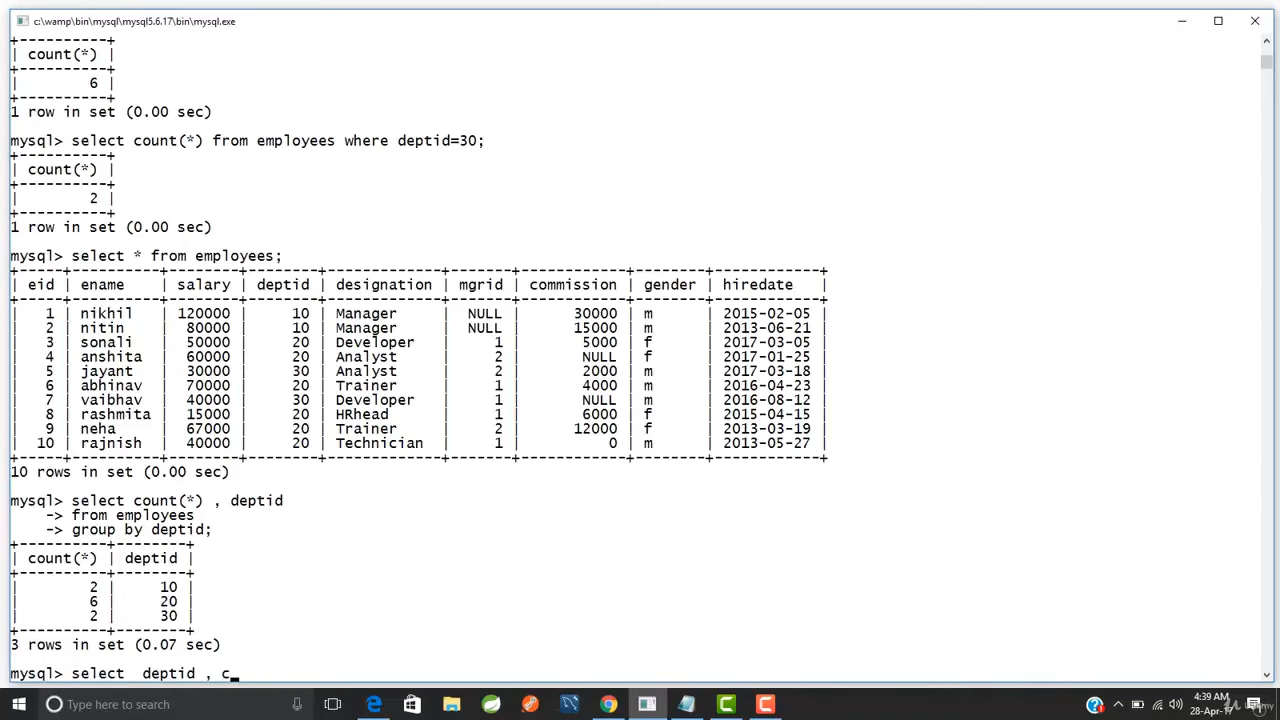 c:\wamp\bin\mysql\mysql5.6.17\bin\mysql.exe
+----------+
| count(*) |
+----------+
|        6 |
+----------+
1 row in set (0.00 sec)
mysql> select count(*) from employees where deptid=30;
+----------+
| count(*) |
+----------+
|        2 |
+----------+
1 row in set (0.00 sec)
mysql> select * from employees;
+-----+----------+--------+--------+-------------+-------+------------+--------+------------+
| eid | ename    | salary | deptid | designation | mgrid | commission | gender | hiredate   |
+-----+----------+--------+--------+-------------+-------+------------+--------+------------+
|   1 | nikhil   | 120000 |     10 | Manager     |  NULL |      30000 | m      | 2015-02-05 |
|   2 | nitin    |  80000 |     10 | Manager     |  NULL |      15000 | m      | 2013-06-21 |
|   3 | sonali   |  50000 |     20 | Developer   |     1 |       5000 | f      | 2017-03-05 |
|   4 | anshita  |  60000 |     20 | Analyst     |     2 |       NULL | f      | 2017-01-25 |
|   5 | jayant   |  30000 |     30 | Analyst     |     2 |       2000 | m      | 2017-03-18 |
|   6 | abhinav  |  70000 |     20 | Trainer     |     1 |       4000 | m      | 2016-04-23 |
|   7 | vaibhav  |  40000 |     30 | Developer   |     1 |       NULL | m      | 2016-08-12 |
|   8 | rashmita |  15000 |     20 | HRhead      |     1 |       6000 | f      | 2015-04-15 |
|   9 | neha     |  67000 |     20 | Trainer     |     2 |      12000 | f      | 2013-03-19 |
|  10 | rajnish  |  40000 |     20 | Technician  |     1 |          0 | m      | 2013-05-27 |
+-----+----------+--------+--------+-------------+-------+------------+--------+------------+
10 rows in set (0.00 sec)
mysql> select count(*) , deptid
    -> from employees
    -> group by deptid;
+----------+--------+
| count(*) | deptid |
+----------+--------+
|        2 |     10 |
|        6 |     20 |
|        2 |     30 |
+----------+--------+
3 rows in set (0.07 sec)
mysql> select  deptid , c_
Type here to search
4:39 AM
28-Apr-1
Udemy